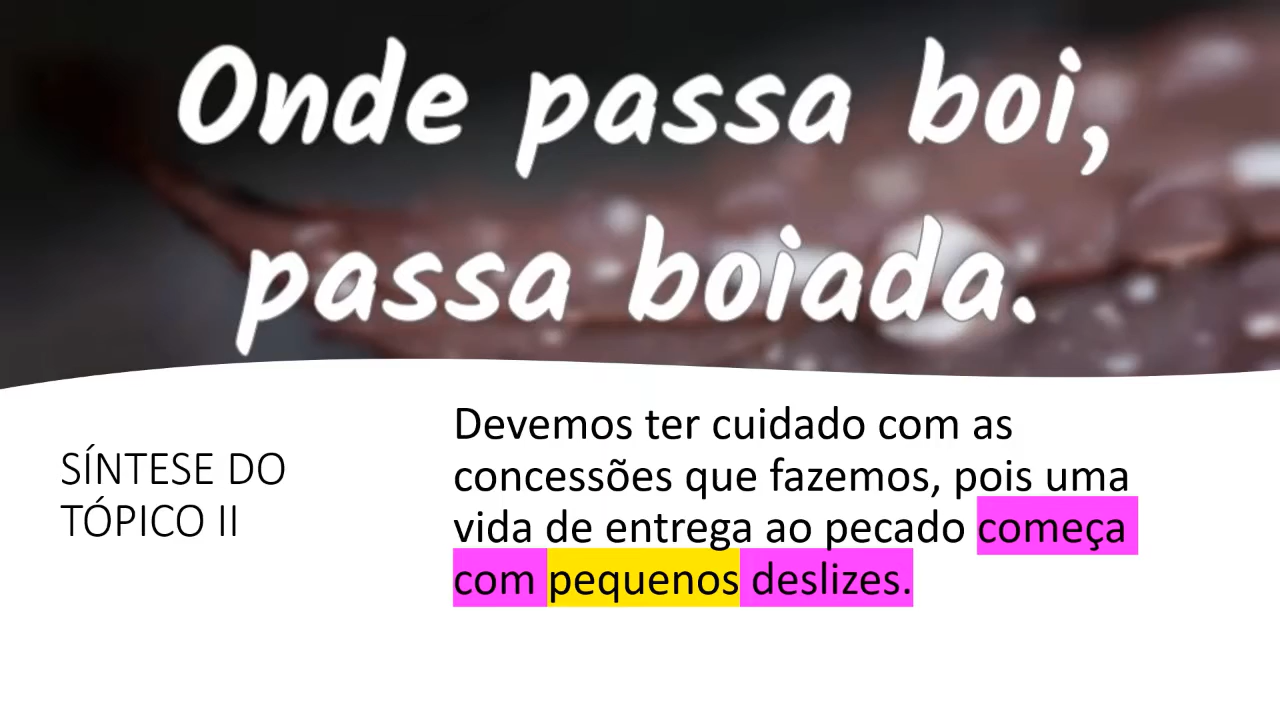 Onde passa boi,
passa boiada.
SÍNTESE DO
TÓPICO II
Devemos ter cuidado com as
concessões que fazemos, pois uma
vida de entrega ao pecado começa
com pequenos deslizes.